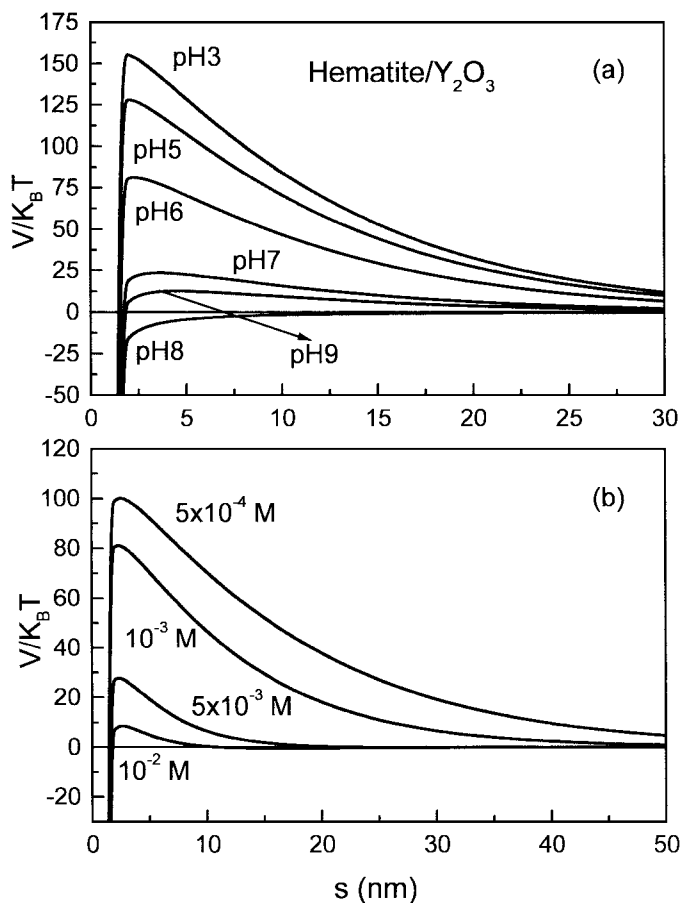 175
150
125
100
75
50
25
0
-25
-50
V/K_BT
Hematite/Y₂O₃
(a)
pH3
pH5
pH6
pH7
pH8
pH9
0 5 10 15 20 25 30
120
100
80
60
40
20
0
-20
V/K_BT
(b)
5x10⁻⁴ M
10⁻³ M
5x10⁻³ M
10⁻² M
0 10 20 30 40 50
s (nm)